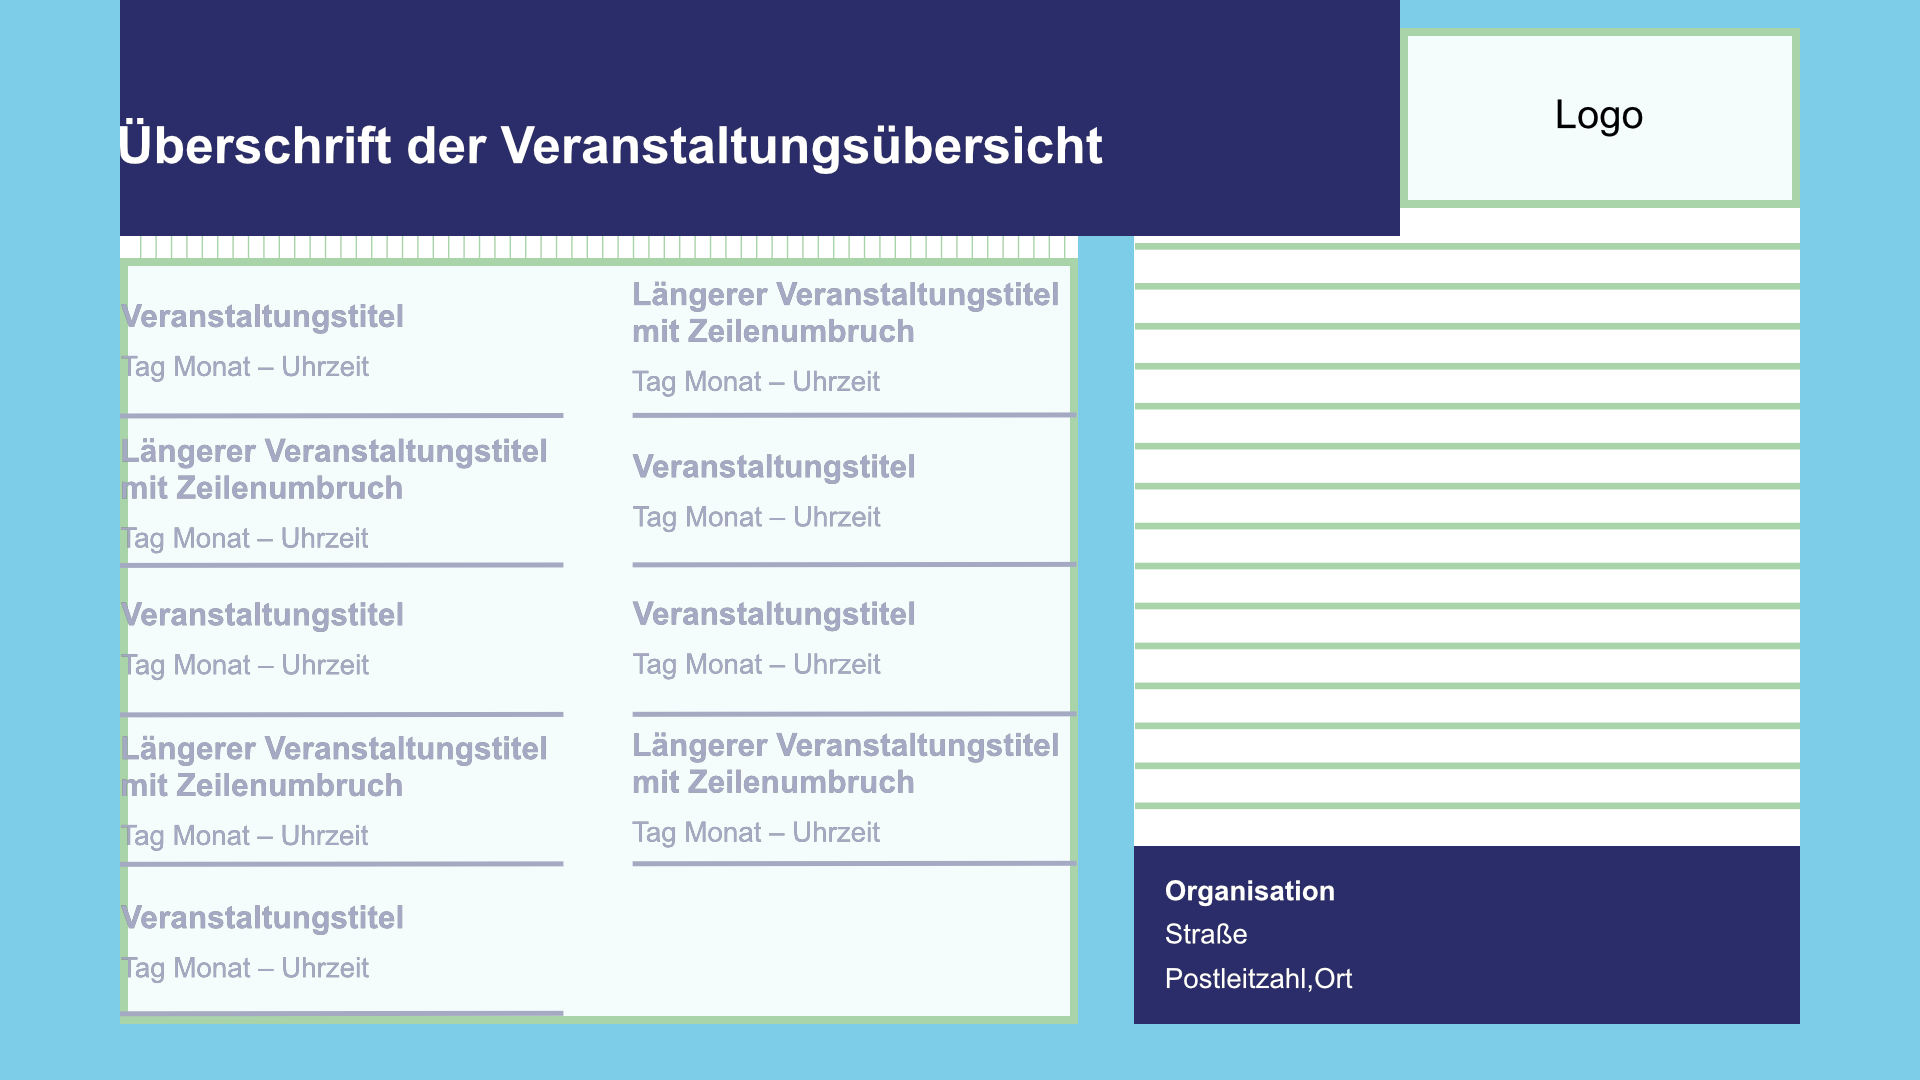 Überschrift der Veranstaltungsübersicht
Logo
Veranstaltungstitel
Tag Monat – Uhrzeit
Längerer Veranstaltungstitel
mit Zeilenumbruch
Tag Monat – Uhrzeit
Veranstaltungstitel
Tag Monat – Uhrzeit
Längerer Veranstaltungstitel
mit Zeilenumbruch
Tag Monat – Uhrzeit
Veranstaltungstitel
Tag Monat – Uhrzeit
Längerer Veranstaltungstitel
mit Zeilenumbruch
Tag Monat – Uhrzeit
Veranstaltungstitel
Tag Monat – Uhrzeit
Veranstaltungstitel
Tag Monat – Uhrzeit
Längerer Veranstaltungstitel
mit Zeilenumbruch
Tag Monat – Uhrzeit
Organisation
Straße
Postleitzahl,Ort